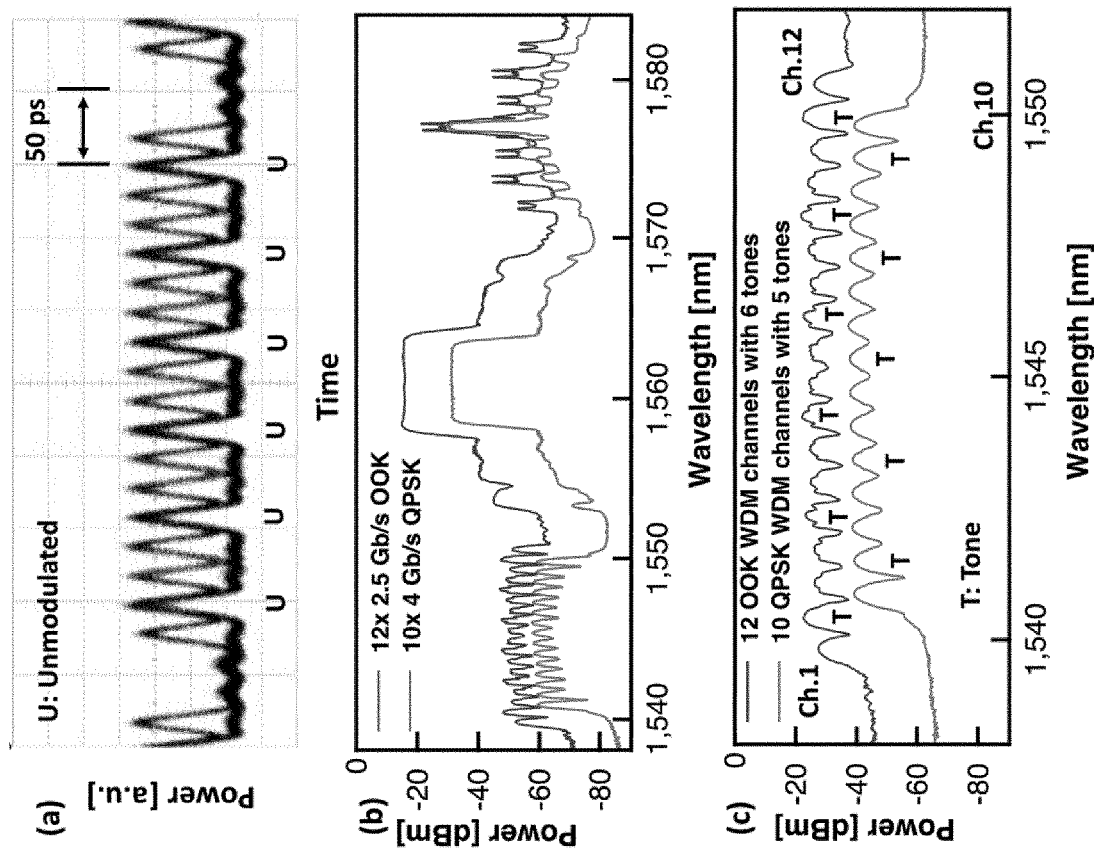 (a)
Power [a.u.]
U: Unmodulated
50 ps
U U U U U U
Time
(b)
Power [dBm]
0
-20
-40
-60
-80
12x 2.5 Gb/s OOK
10x 4 Gb/s QPSK
1,540 1,550 1,560 1,570 1,580
Wavelength [nm]
(c)
Power [dBm]
0
-20
-40
-60
-80
12 OOK WDM channels with 6 tones
10 QPSK WDM channels with 5 tones
Ch.1
Ch.12
T T T T T T
T T T T T
T: Tone
Ch.10
1,540 1,545 1,550
Wavelength [nm]